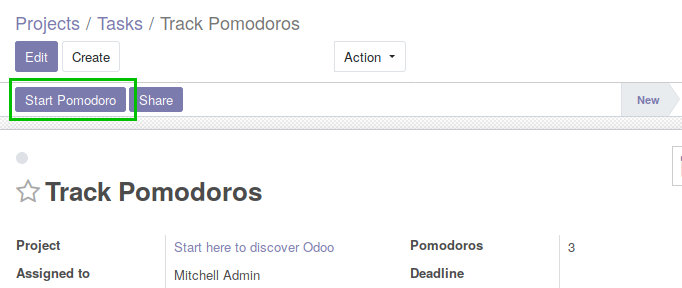 Projects / Tasks / Track Pomodoros
Edit Create Action
Start Pomodoro Share New
Track Pomodoros
Project Start here to discover Odoo Pomodoros 3
Assigned to Mitchell Admin Deadline